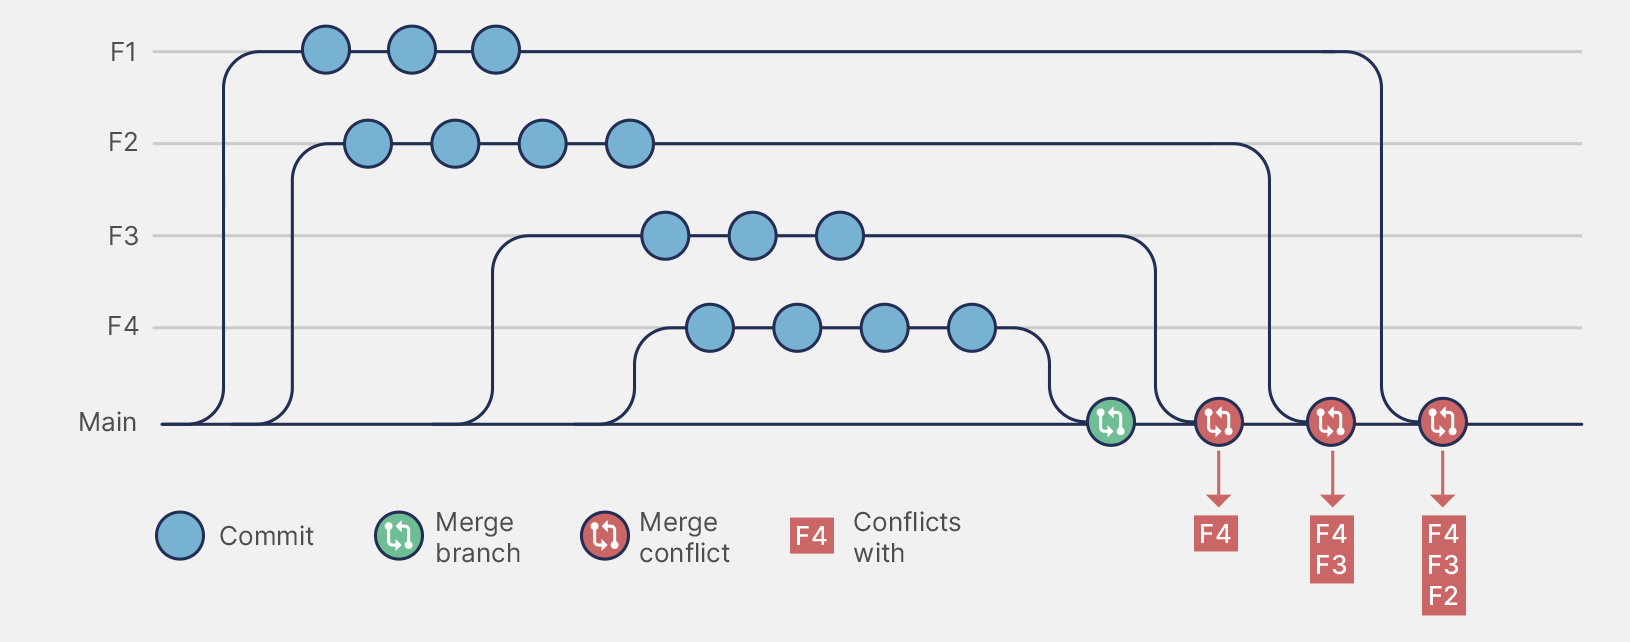 F1
F2
F3
F4
Main
Commit
Merge
branch
Merge
conflict
F4
Conflicts
with
F4
F4
F3
F4
F3
F2